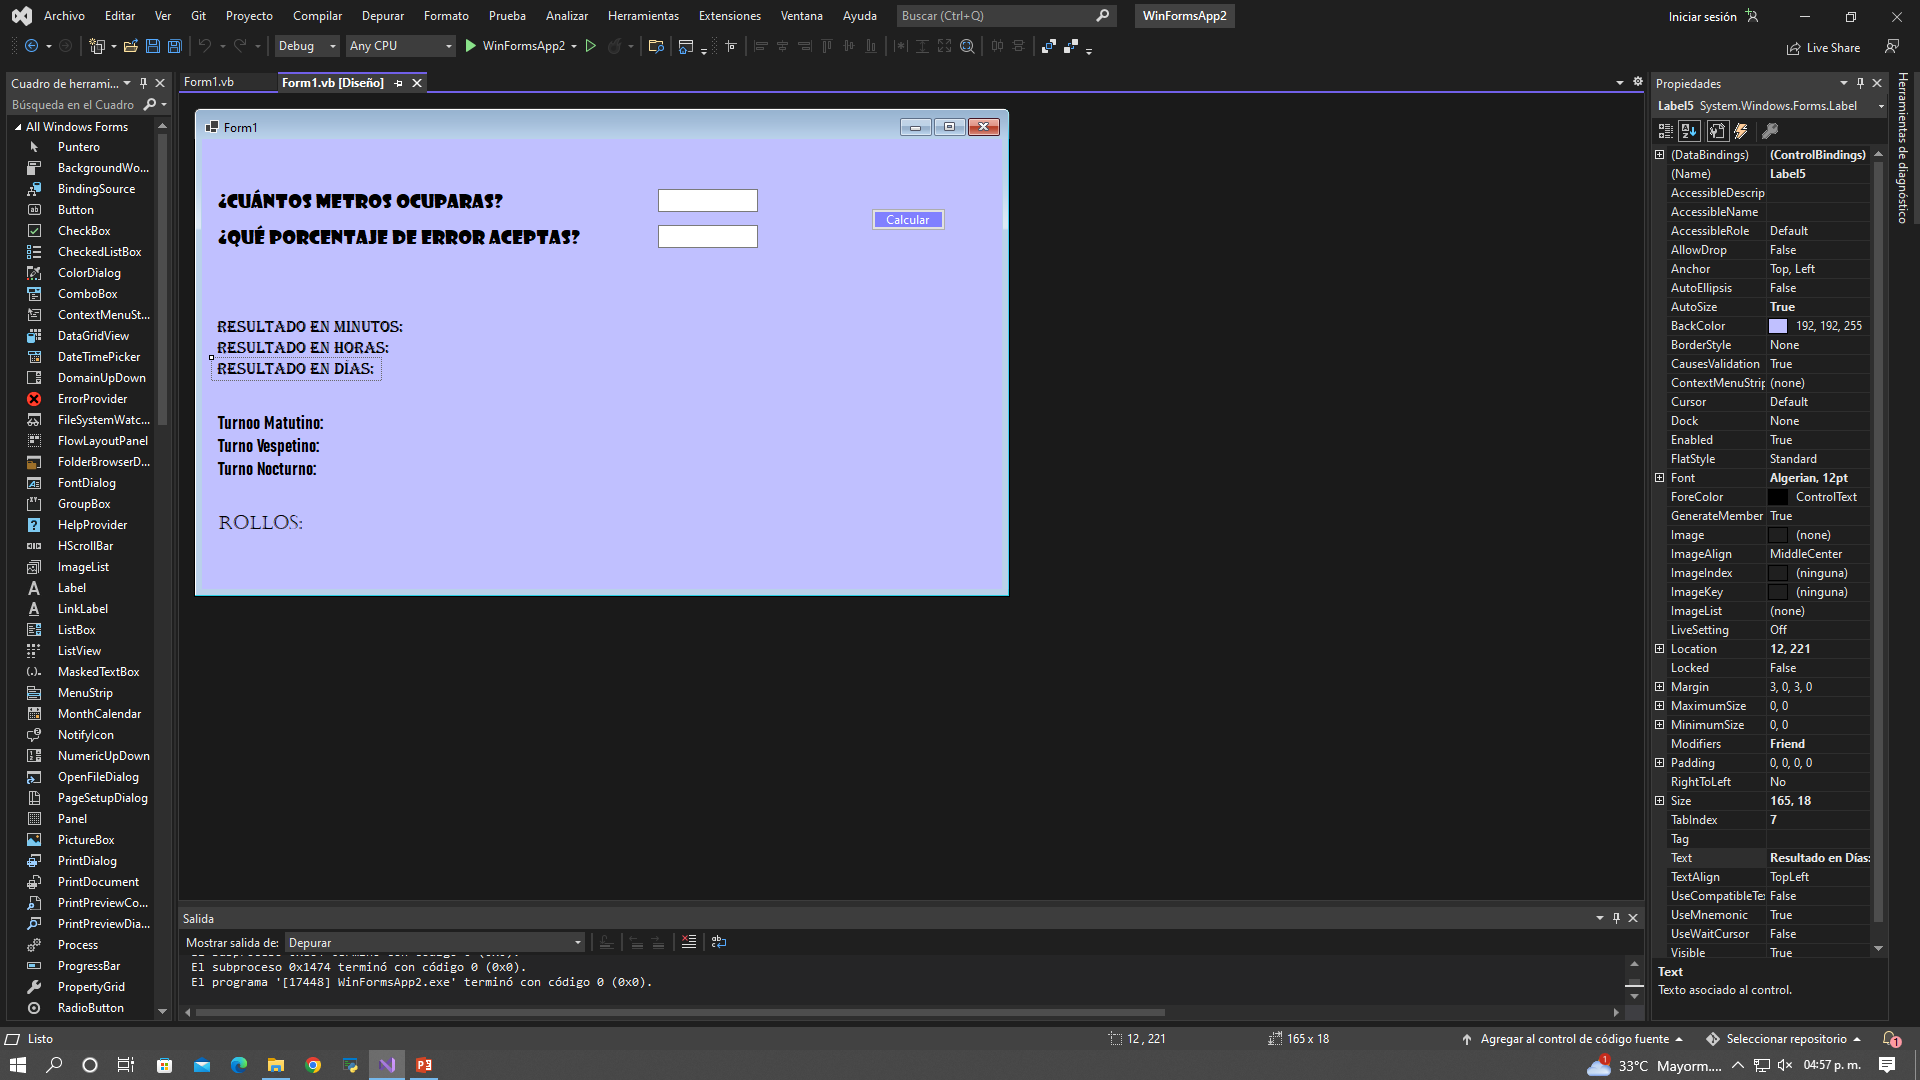 Archivo Editar Ver Git Proyecto Compilar Depurar Formato Prueba Analizar Herramientas Extensiones Ventana Ayuda Buscar (Ctrl+Q) WinFormsApp2 Iniciar sesión
Debug Any CPU WinFormsApp2 Live Share
Cuadro de herrami...
Búsqueda en el Cuadro
All Windows Forms
Puntero
BackgroundWo...
BindingSource
Button
CheckBox
CheckedListBox
ColorDialog
ComboBox
ContextMenuSt...
DataGridView
DateTimePicker
DomainUpDown
ErrorProvider
FileSystemWatc...
FlowLayoutPanel
FolderBrowserD...
FontDialog
GroupBox
HelpProvider
HScrollBar
ImageList
Label
LinkLabel
ListBox
ListView
MaskedTextBox
MenuStrip
MonthCalendar
NotifyIcon
NumericUpDown
OpenFileDialog
PageSetupDialog
Panel
PictureBox
PrintDialog
PrintDocument
PrintPreviewCo...
PrintPreviewDia...
Process
ProgressBar
PropertyGrid
RadioButton
Form1.vb Form1.vb [Diseño]
Form1
¿CUÁNTOS METROS OCUPARAS?
¿QUÉ PORCENTAJE DE ERROR ACEPTAS?
Calcular
RESULTADO EN MINUTOS:
RESULTADO EN HORAS:
RESULTADO EN DÍAS:
Turnoo Matutino:
Turno Vespetino:
Turno Nocturno:
ROLLOS:
Salida
Mostrar salida de: Depurar
El subproceso 0x1474 terminó con código 0 (0x0).
El programa '[17448] WinFormsApp2.exe' terminó con código 0 (0x0).
Propiedades
Label5 System.Windows.Forms.Label
(DataBindings) (ControlBindings)
(Name) Label5
AccessibleDescrip
AccessibleName
AccessibleRole Default
AllowDrop False
Anchor Top, Left
AutoEllipsis False
AutoSize True
BackColor 192, 192, 255
BorderStyle None
CausesValidation True
ContextMenuStrip (none)
Cursor Default
Dock None
Enabled True
FlatStyle Standard
Font Algerian, 12pt
ForeColor ControlText
GenerateMember True
Image (none)
ImageAlign MiddleCenter
ImageIndex (ninguna)
ImageKey (ninguna)
ImageList (none)
LiveSetting Off
Location 12, 221
Locked False
Margin 3, 0, 3, 0
MaximumSize 0, 0
MinimumSize 0, 0
Modifiers Friend
Padding 0, 0, 0, 0
RightToLeft No
Size 165, 18
TabIndex 7
Tag
Text Resultado en Días:
TextAlign TopLeft
UseCompatibleTe: False
UseMnemonic True
UseWaitCursor False
Visible True
Text
Texto asociado al control.
Herramientas de diagnóstico
Listo 12 , 221 165 x 18 Agregar al control de código fuente Seleccionar repositorio 1
1 33°C Mayorm.... 04:57 p. m.